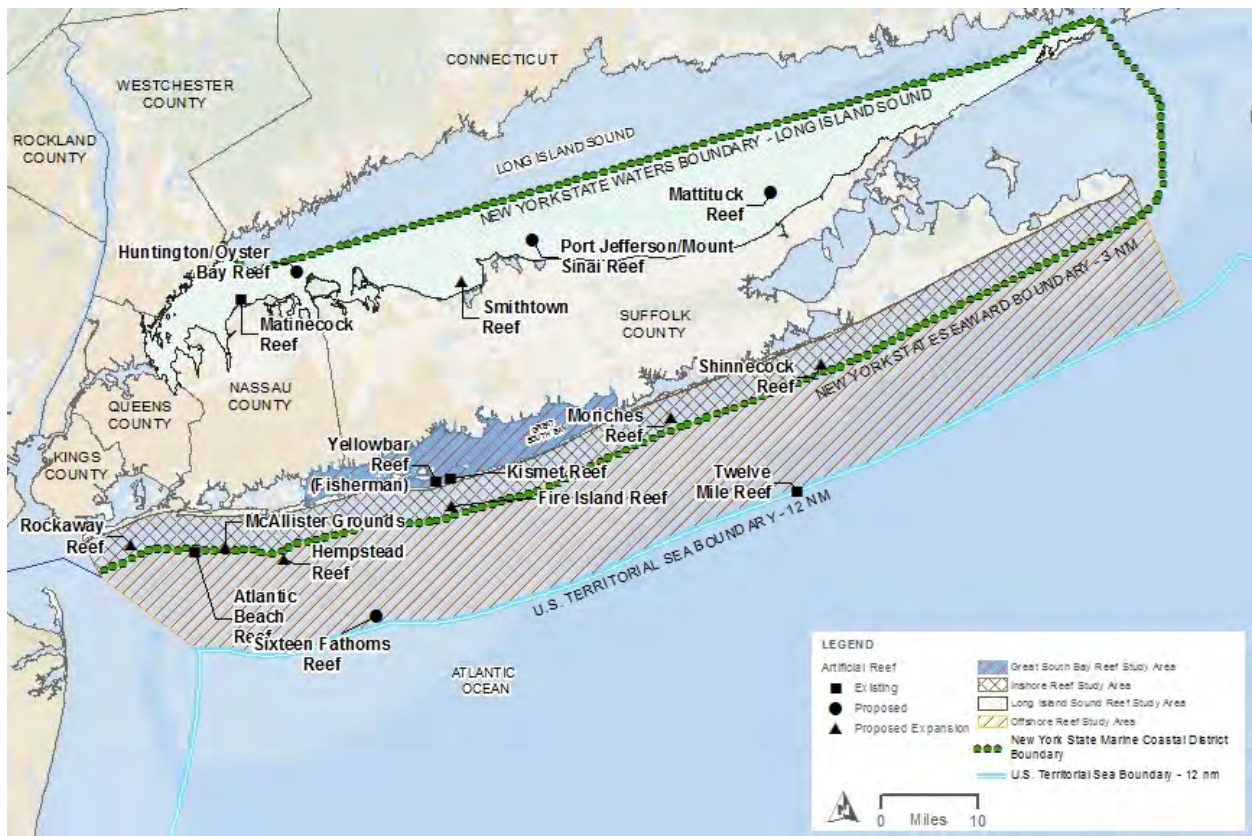 CONNECTICUT
WESTCHESTER
COUNTY
ROCKLAND
COUNTY
LONG ISLAND SOUND
NEW YORK STATE WATERS BOUNDARY - LONG ISLAND SOUND
Mattituck
Reef
Huntington/Oyster
Bay Reef
Port Jefferson/Mount
Sinai Reef
Matinecock
Reef
Smithtown
Reef
SUFFOLK
COUNTY
NEW YORK STATE SEAWARD BOUNDARY - 3 NM
Shinnecock
Reef
NASSAU
COUNTY
QUEENS
COUNTY
Moriches
Reef
GREAT
SOUTH BAY
KINGS
COUNTY
Yellowbar
Reef
(Fisherman)
Kismet Reef
Twelve
Mile Reef
Fire Island Reef
Rockaway
Reef
McAllister Grounds
Hempstead
Reef
U.S. TERRITORIAL SEA BOUNDARY - 12 NM
Atlantic
Beach
Reef
Sixteen Fathoms
Reef
ATLANTIC
OCEAN
LEGEND
Artificial Reef
Existing
Proposed
Proposed Expansion
Great South Bay Reef Study Area
Inshore Reef Study Area
Long Island Sound Reef Study Area
Offshore Reef Study Area
New York State Marine Coastal District
Boundary
U.S. Territorial Sea Boundary - 12 nm
N
0 Miles 10